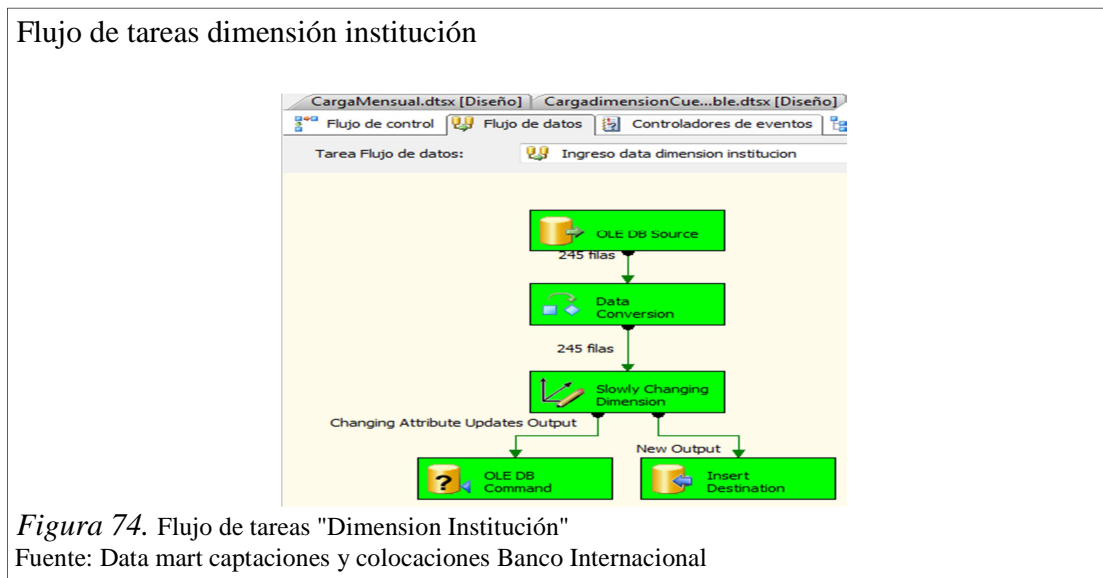 Flujo de tareas dimensión institución
CargaMensual.dtsx [Diseño] CargadimensionCue...ble.dtsx [Diseño]
Flujo de control Flujo de datos Controladores de eventos
Tarea Flujo de datos: Ingreso data dimension institucion
OLE DB Source
245 filas
Data
Conversion
245 filas
Slowly Changing
Dimension
Changing Attribute Updates Output
New Output
OLE DB
Command
Insert
Destination
Figura 74. Flujo de tareas "Dimension Institución"
Fuente: Data mart captaciones y colocaciones Banco Internacional